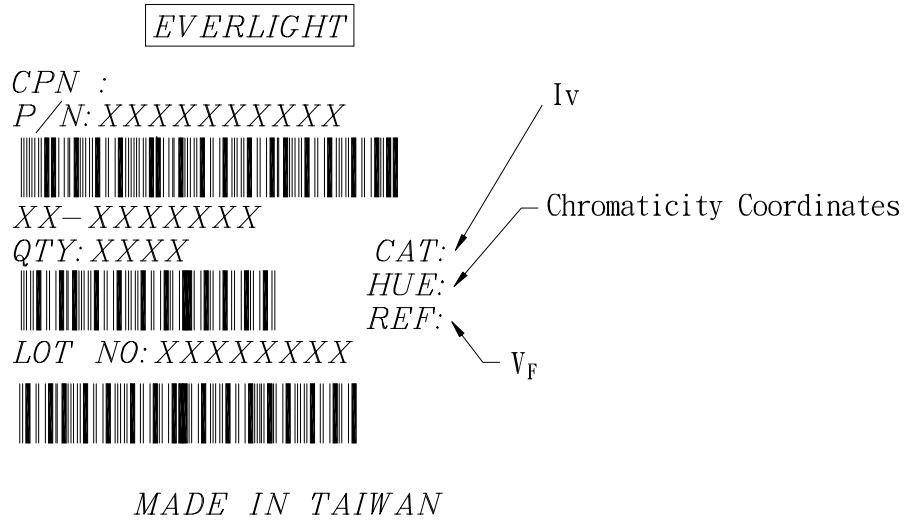 EVERLIGHT
CPN :
P/N: XXXXXXXXXX
XX-XXXXXXX
QTY: XXXX
LOT NO: XXXXXXXX
CAT:
HUE:
REF:
Iv
Chromaticity Coordinates
VF
MADE IN TAIWAN